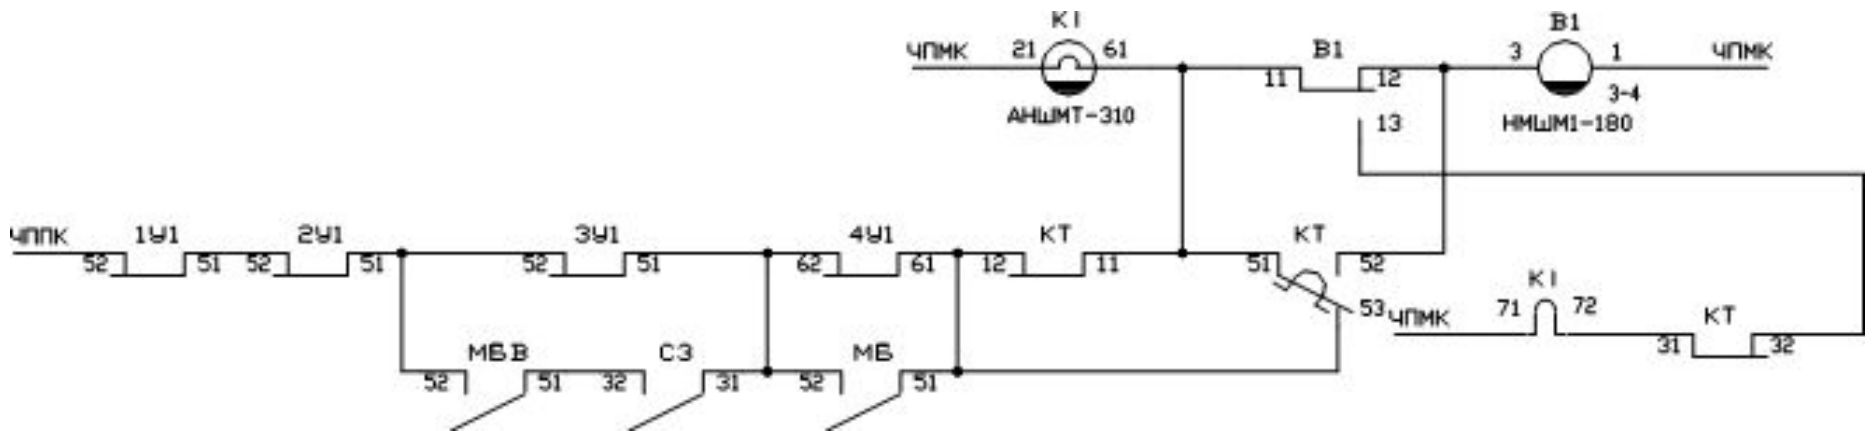 К1 В1
ЧПМК 21 61 В1 3 1 ЧПМК
11 12
3-4
АНШМТ-310 13 НМШМ1-180
ЧППК 1У1 2У1 3У1 4У1 КТ КТ
52 51 52 51 52 51 62 61 12 11 51 52
К1
ЧПМК 53 71 72 КТ
31 32
МБВ СЗ МБ
52 51 32 31 52 51